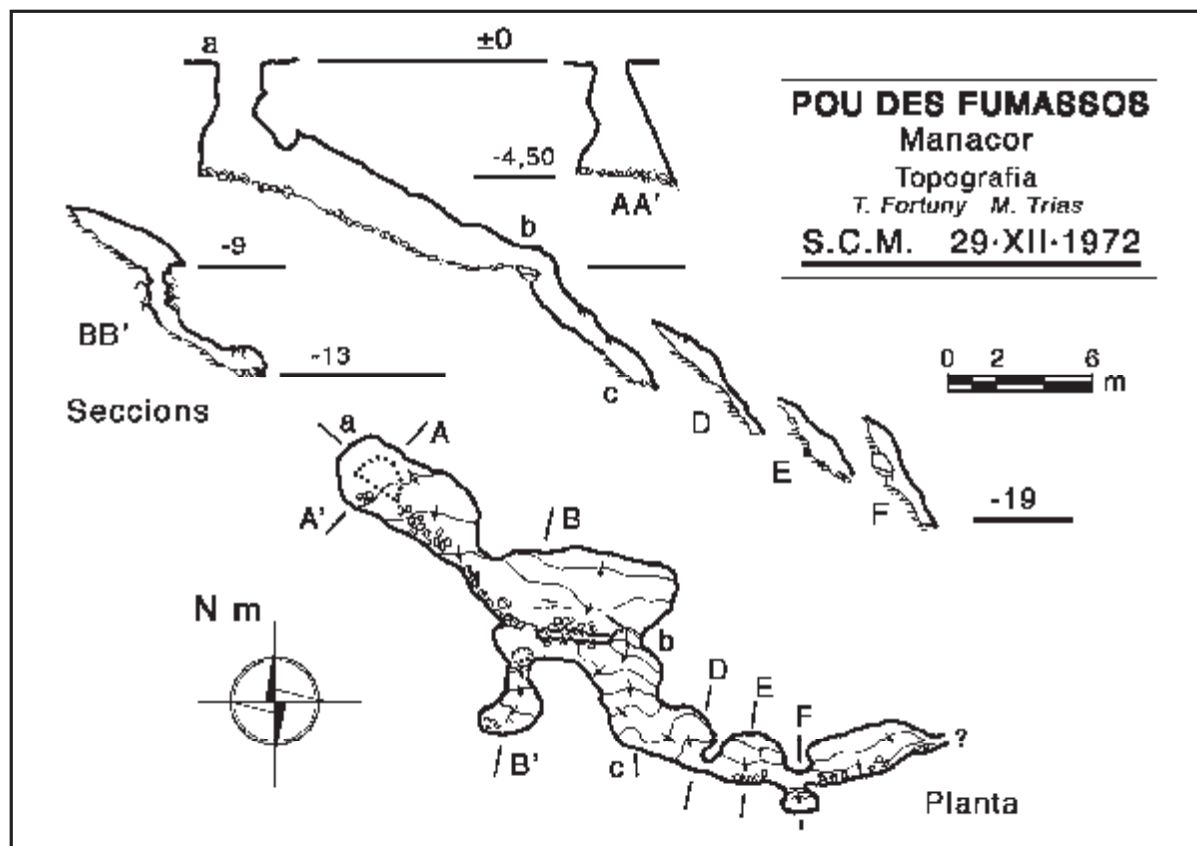 POU DES FUMASSOS
Manacor
Topografia
T. Fortuny M. Trias
S.C.M. 29·XII·1972
a
±0
-4,50
AA'
b
-9
BB'
-13
c
Seccions
D
E
F
-19
0 2 6 m
a
A
A'
B
b
N m
D
E
F
?
B'
c
Planta